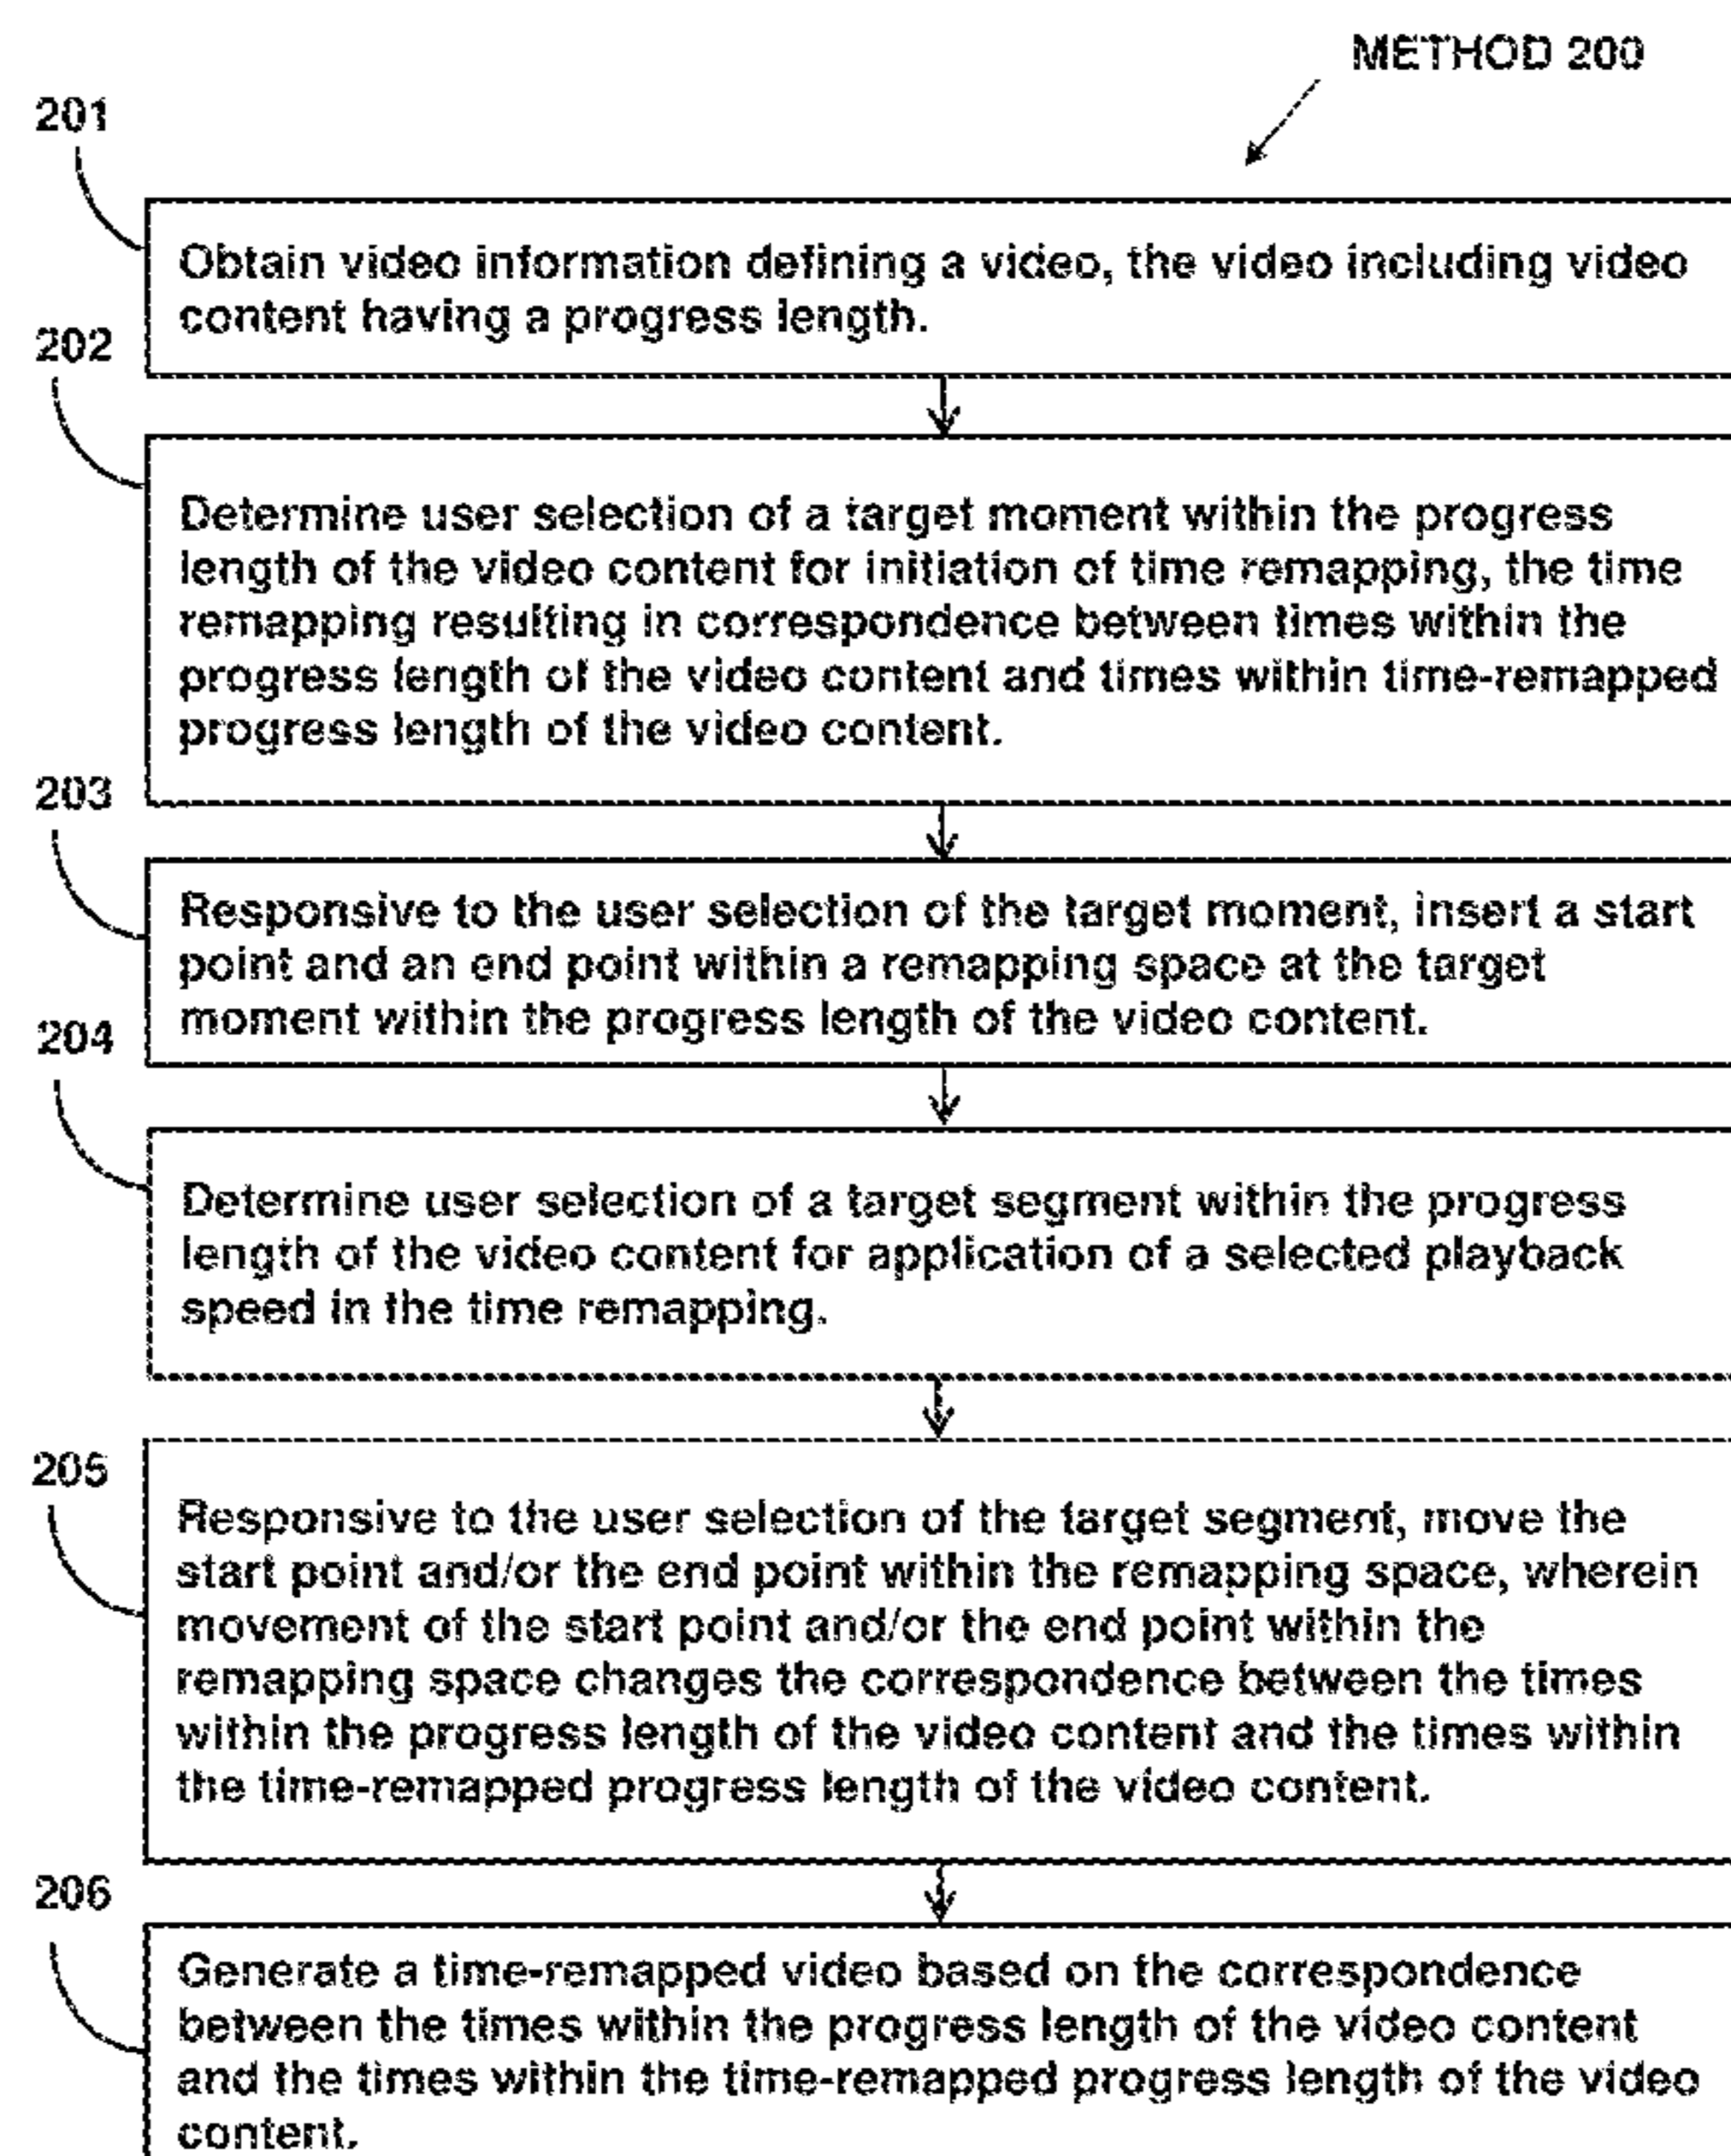 METHOD 200
201
Obtain video information defining a video, the video including video
content having a progress length.
202
Determine user selection of a target moment within the progress
length of the video content for initiation of time remapping, the time
remapping resulting in correspondence between times within the
progress length of the video content and times within time-remapped
progress length of the video content.
203
Responsive to the user selection of the target moment, insert a start
point and an end point within a remapping space at the target
moment within the progress length of the video content.
204
Determine user selection of a target segment within the progress
length of the video content for application of a selected playback
speed in the time remapping.
205
Responsive to the user selection of the target segment, move the
start point and/or the end point within the remapping space, wherein
movement of the start point and/or the end point within the
remapping space changes the correspondence between the times
within the progress length of the video content and the times within
the time-remapped progress length of the video content.
206
Generate a time-remapped video based on the correspondence
between the times within the progress length of the video content
and the times within the time-remapped progress length of the video
content.